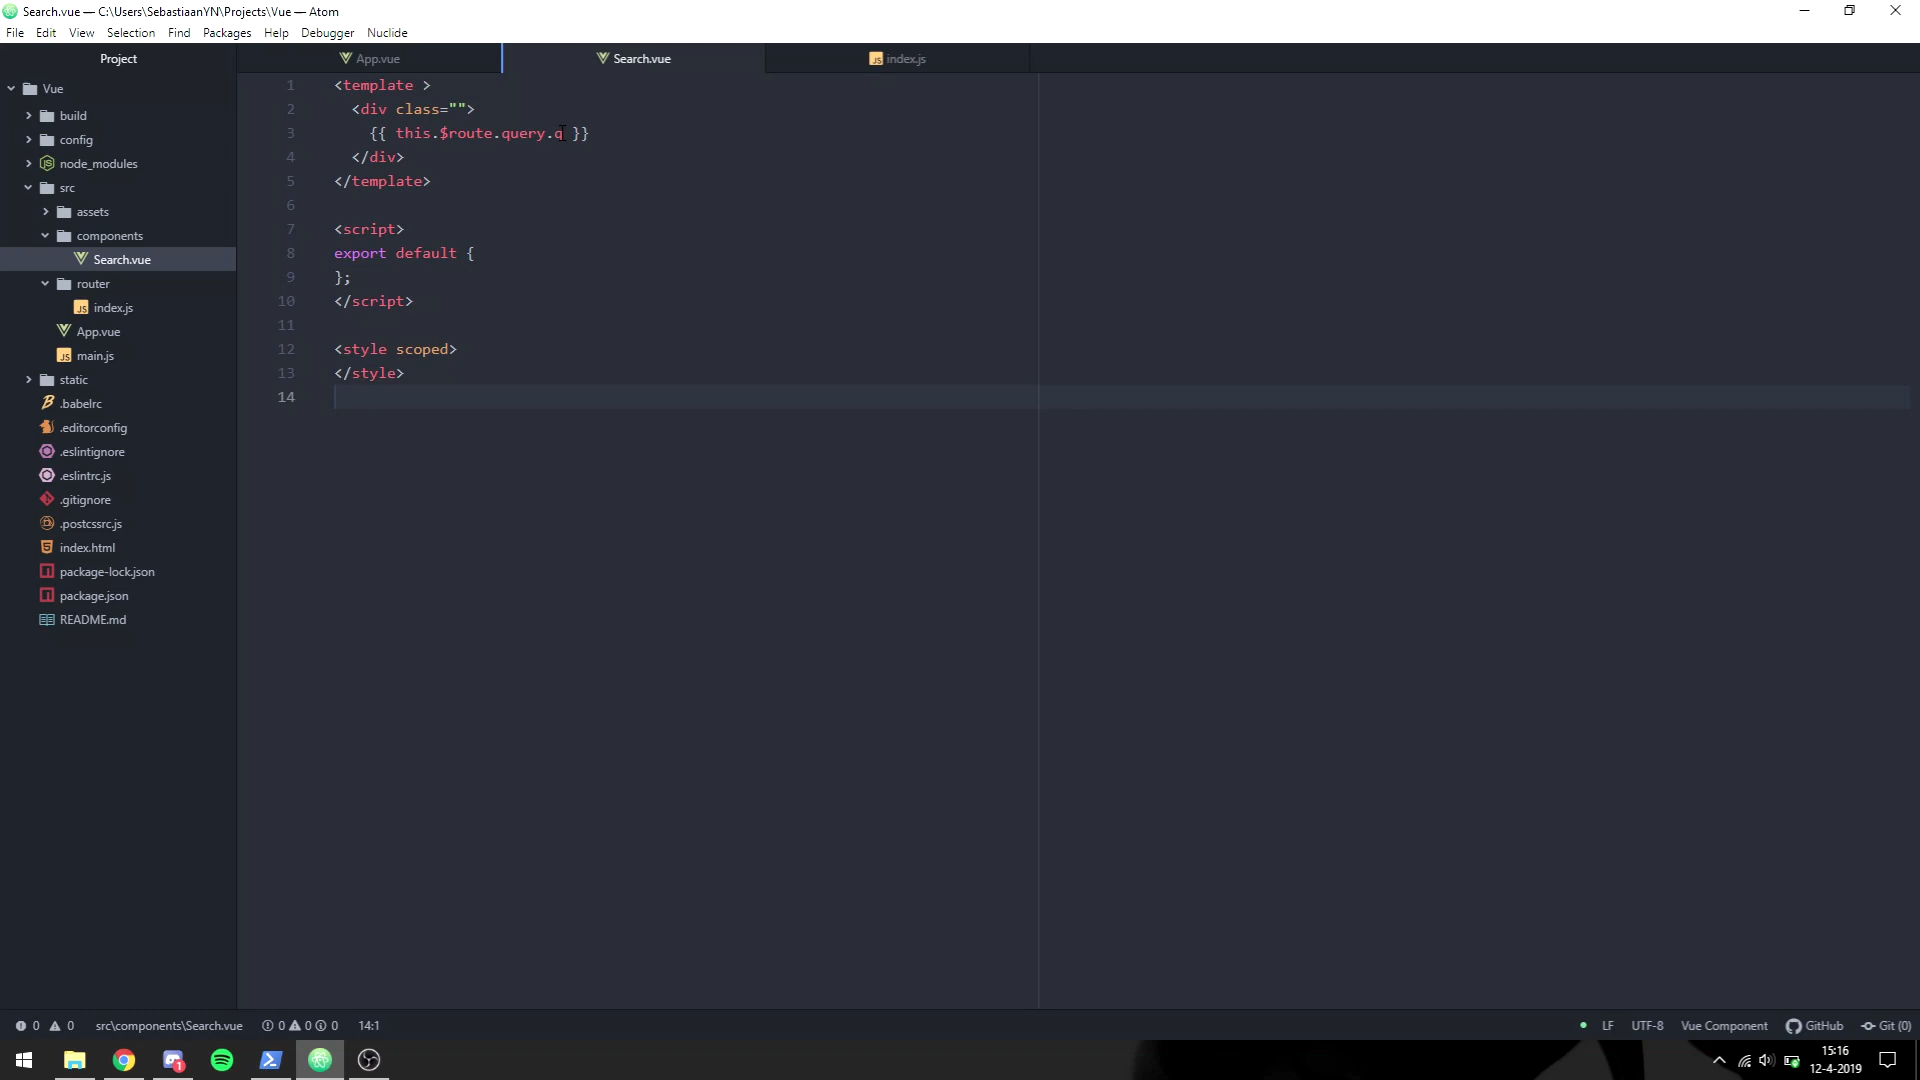 Search.vue — C:\Users\SebastiaanYN\Projects\Vue — Atom
File Edit View Selection Find Packages Help Debugger Nuclide
Project
App.vue
Search.vue
index.js
Vue
build
config
node_modules
src
assets
components
Search.vue
router
index.js
App.vue
main.js
static
.babelrc
.editorconfig
.eslintignore
.eslintrc.js
.gitignore
.postcssrc.js
index.html
package-lock.json
package.json
README.md
1 <template >
2 <div class="">
3 {{ this.$route.query.q }}
4 </div>
5 </template>
6
7 <script>
8 export default {
9 };
10 </script>
11
12 <style scoped>
13 </style>
14
0 0 src\components\Search.vue 0 0 0 14:1
LF UTF-8 Vue Component GitHub Git (0)
1
15:16
12-4-2019